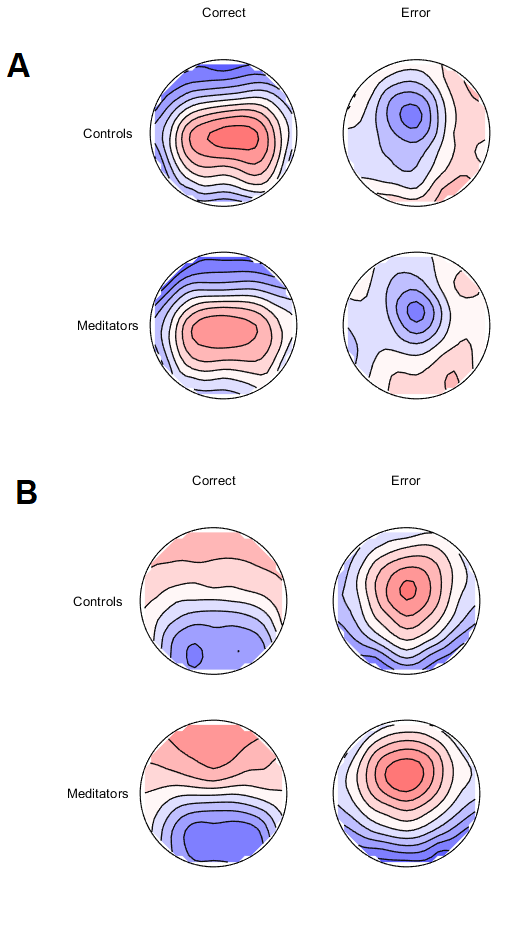 Correct Error
A
Controls
Meditators
B
Correct Error
Controls
Meditators